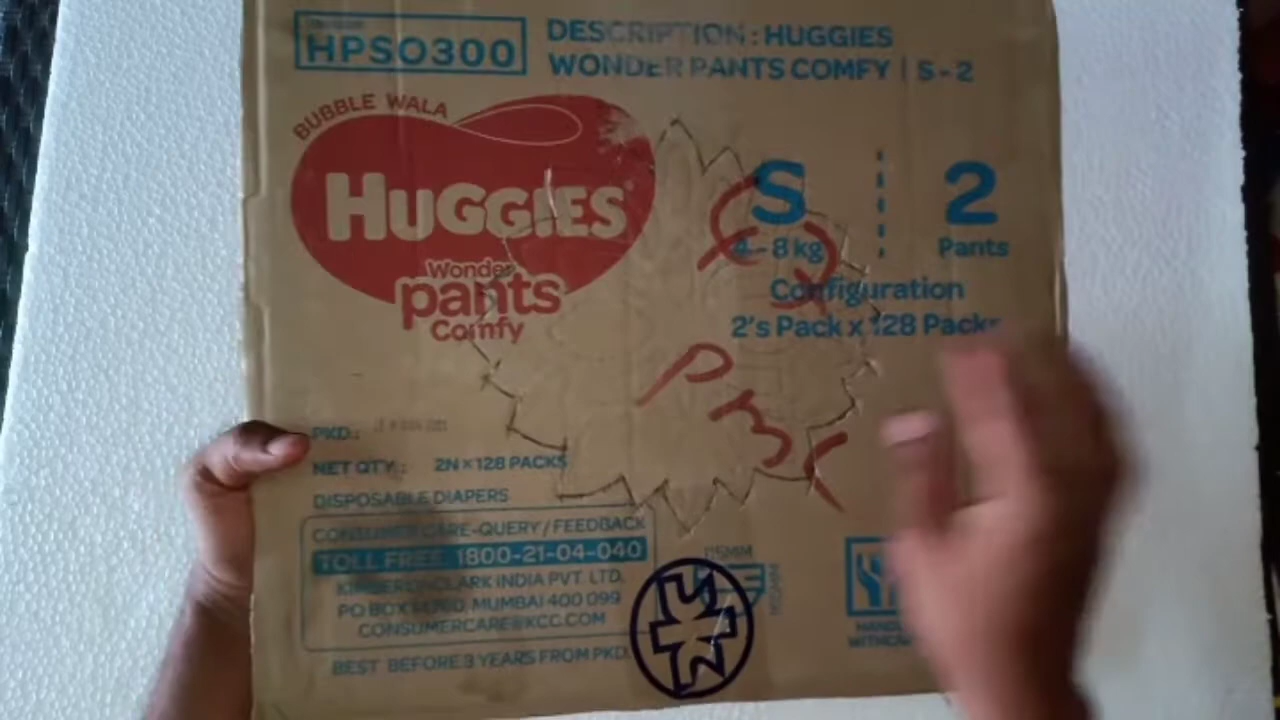 HPSO300
DESCRIPTION : HUGGIES
WONDER PANTS COMFY | S - 2
BUBBLE WALA
HUGGIES
Wonder
pants
Comfy
S 2
4 - 8 kg Pants
Configuration
2's Pack x 128 Packs
PKD.:
NET QTY.: 2N x 128 PACKS
DISPOSABLE DIAPERS
CONSUMER CARE-QUERY / FEEDBACK
TOLL FREE: 1800-21-04-040
KIMBERLY-CLARK INDIA PVT. LTD.
MUMBAI 400 099
CONSUMERCARE@KCC.COM
BEST BEFORE 3 YEARS FROM PKD.
115MM